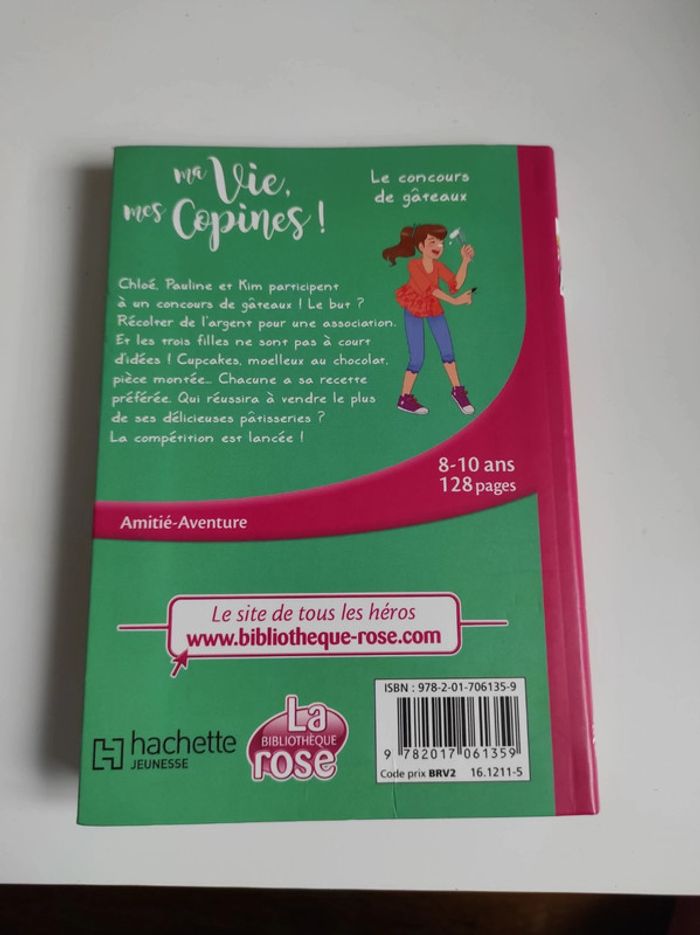 ma Vie,
mes Copines !
Le concours
de gâteaux
Chloé, Pauline et Kim participent
à un concours de gâteaux ! Le but ?
Récolter de l'argent pour une association.
Et les trois filles ne sont pas à court
d'idées ! Cupcakes, moelleux au chocolat,
pièce montée... Chacune a sa recette
préférée. Qui réussira à vendre le plus
de ses délicieuses pâtisseries ?
La compétition est lancée !
8-10 ans
128 pages
Amitié-Aventure
Le site de tous les héros
www.bibliotheque-rose.com
hachette
JEUNESSE
La
BIBLIOTHÈQUE
rose
ISBN : 978-2-01-706135-9
9 782017 061359
Code prix BRV2 16.1211-5